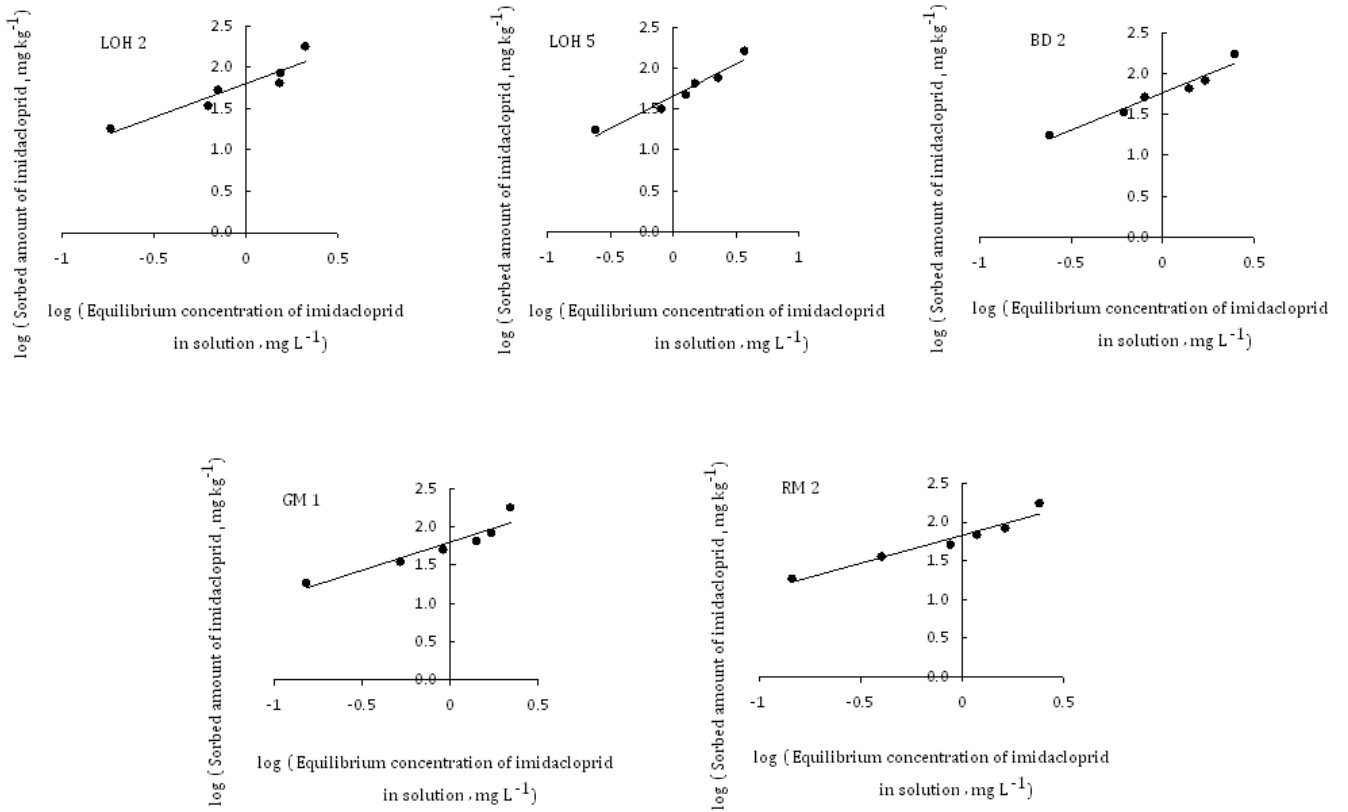 log ( Sorbed amount of imidacloprid , mg kg-1)
LOH 2
2.5
2.0
1.5
1.0
0.5
0.0
-1 -0.5 0 0.5
log ( Equilibrium concentration of imidacloprid
in solution , mg L-1)
log ( Sorbed amount of imidacloprid , mg kg-1)
LOH 5
2.5
2.0
1.5
1.0
0.5
0.0
-1 -0.5 0 0.5 1
log ( Equilibrium concentration of imidacloprid
in solution , mg L-1)
log ( Sorbed amount of imidacloprid , mg kg-1)
BD 2
2.5
2.0
1.5
1.0
0.5
0.0
-1 -0.5 0 0.5
log ( Equilibrium concentration of imidacloprid
in solution , mg L-1)
log ( Sorbed amount of imidacloprid , mg kg-1)
GM 1
2.5
2.0
1.5
1.0
0.5
0.0
-1 -0.5 0 0.5
log ( Equilibrium concentration of imidacloprid
in solution , mg L-1)
log ( Sorbed amount of imidacloprid , mg kg-1)
RM 2
2.5
2.0
1.5
1.0
0.5
0.0
-1 -0.5 0 0.5
log ( Equilibrium concentration of imidacloprid
in solution , mg L-1)